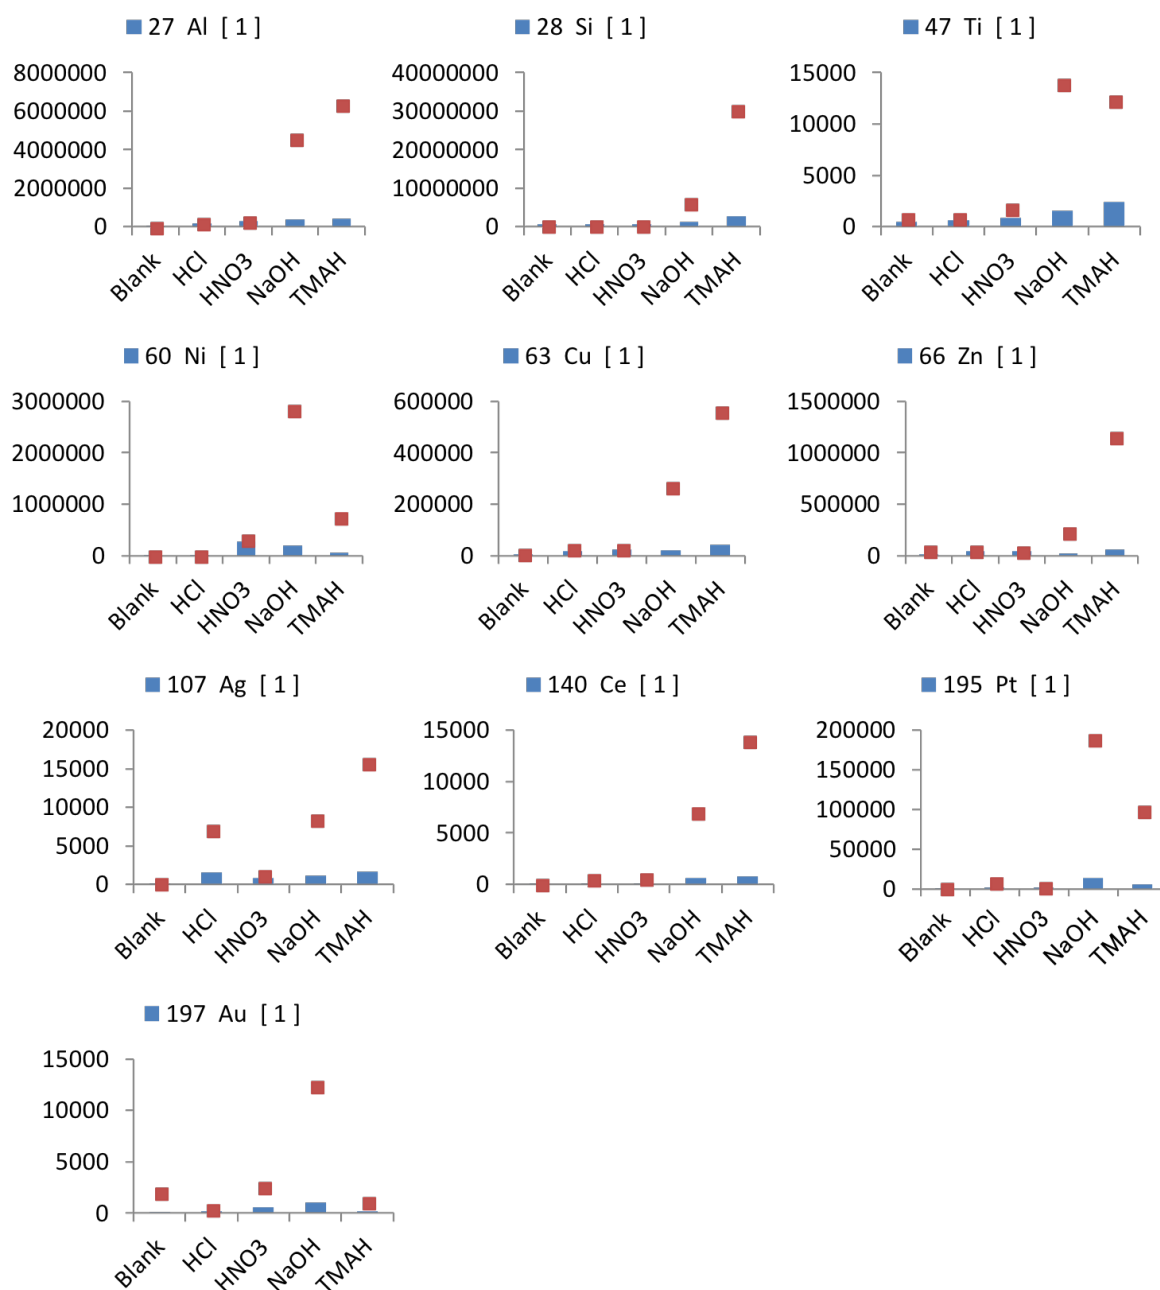 27 Al [ 1 ]
8000000
6000000
4000000
2000000
0
Blank
HCl
HNO3
NaOH
TMAH
28 Si [ 1 ]
40000000
30000000
20000000
10000000
0
Blank
HCl
HNO3
NaOH
TMAH
47 Ti [ 1 ]
15000
10000
5000
0
Blank
HCl
HNO3
NaOH
TMAH
60 Ni [ 1 ]
3000000
2000000
1000000
0
Blank
HCl
HNO3
NaOH
TMAH
63 Cu [ 1 ]
600000
400000
200000
0
Blank
HCl
HNO3
NaOH
TMAH
66 Zn [ 1 ]
1500000
1000000
500000
0
Blank
HCl
HNO3
NaOH
TMAH
107 Ag [ 1 ]
20000
15000
10000
5000
0
Blank
HCl
HNO3
NaOH
TMAH
140 Ce [ 1 ]
15000
10000
5000
0
Blank
HCl
HNO3
NaOH
TMAH
195 Pt [ 1 ]
200000
150000
100000
50000
0
Blank
HCl
HNO3
NaOH
TMAH
197 Au [ 1 ]
15000
10000
5000
0
Blank
HCl
HNO3
NaOH
TMAH